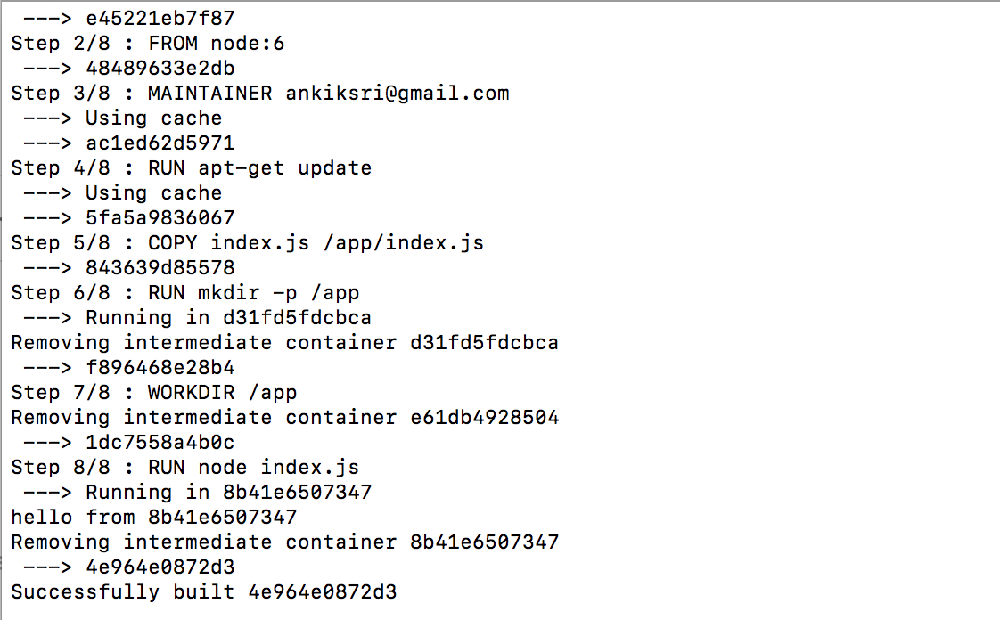 ---> e45221eb7f87
Step 2/8 : FROM node:6
---> 48489633e2db
Step 3/8 : MAINTAINER ankiksri@gmail.com
---> Using cache
---> ac1ed62d5971
Step 4/8 : RUN apt-get update
---> Using cache
---> 5fa5a9836067
Step 5/8 : COPY index.js /app/index.js
---> 843639d85578
Step 6/8 : RUN mkdir -p /app
---> Running in d31fd5fdcbca
Removing intermediate container d31fd5fdcbca
---> f896468e28b4
Step 7/8 : WORKDIR /app
Removing intermediate container e61db4928504
---> 1dc7558a4b0c
Step 8/8 : RUN node index.js
---> Running in 8b41e6507347
hello from 8b41e6507347
Removing intermediate container 8b41e6507347
---> 4e964e0872d3
Successfully built 4e964e0872d3